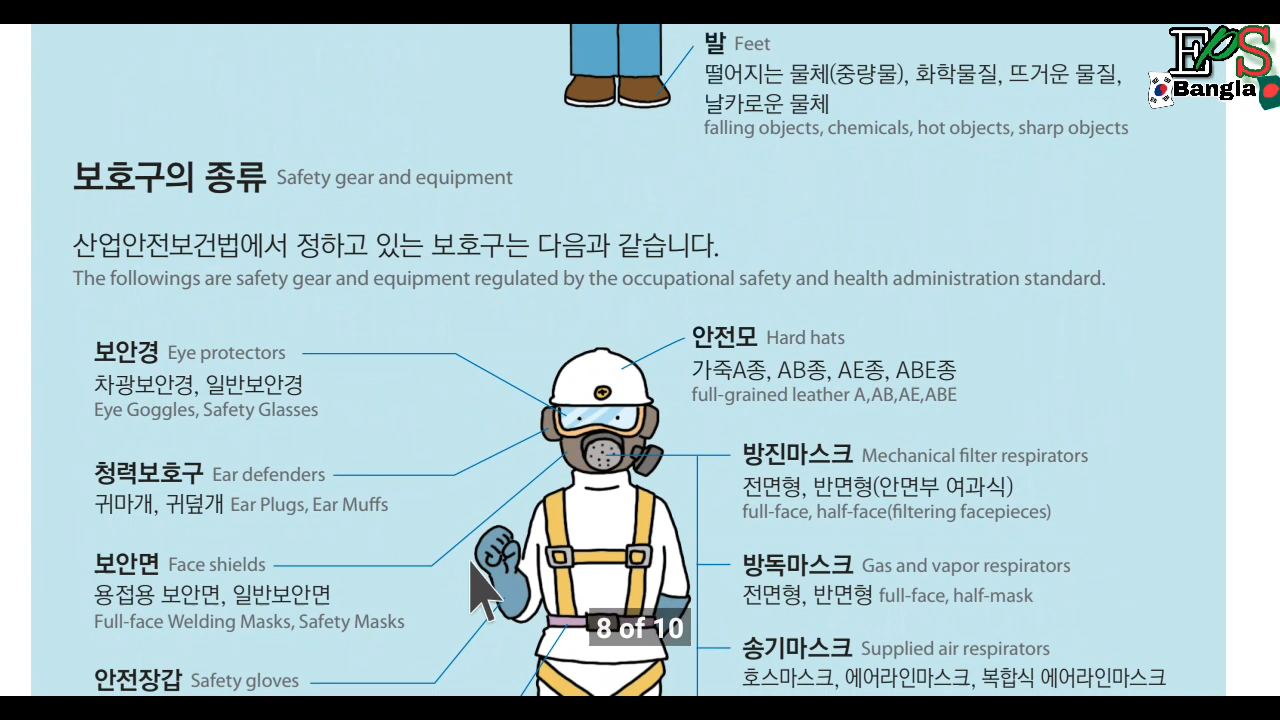 발 Feet
떨어지는 물체(중량물), 화학물질, 뜨거운 물질,
날카로운 물체
falling objects, chemicals, hot objects, sharp objects
EPS
Bangla
보호구의 종류 Safety gear and equipment
산업안전보건법에서 정하고 있는 보호구는 다음과 같습니다.
The followings are safety gear and equipment regulated by the occupational safety and health administration standard.
보안경 Eye protectors
차광보안경, 일반보안경
Eye Goggles, Safety Glasses
청력보호구 Ear defenders
귀마개, 귀덮개 Ear Plugs, Ear Muffs
보안면 Face shields
용접용 보안면, 일반보안면
Full-face Welding Masks, Safety Masks
안전장갑 Safety gloves
안전모 Hard hats
가죽A종, AB종, AE종, ABE종
full-grained leather A,AB,AE,ABE
방진마스크 Mechanical filter respirators
전면형, 반면형(안면부 여과식)
full-face, half-face(filtering facepieces)
방독마스크 Gas and vapor respirators
전면형, 반면형 full-face, half-mask
송기마스크 Supplied air respirators
호스마스크, 에어라인마스크, 복합식 에어라인마스크
8 of 10